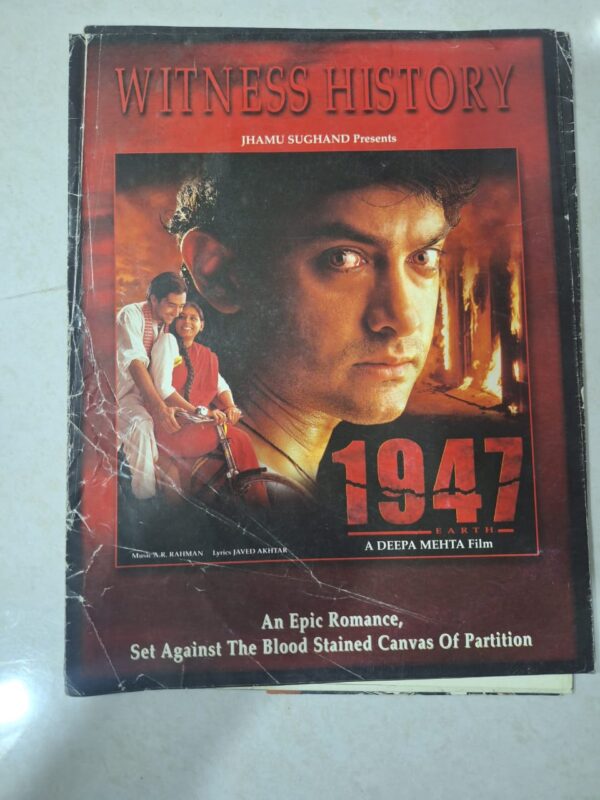 WITNESS HISTORY
JHAMU SUGHAND Presents
1947
EARTH
A DEEPA MEHTA Film
Music A.R. RAHMAN Lyrics JAVED AKHTAR
An Epic Romance,
Set Against The Blood Stained Canvas Of Partition